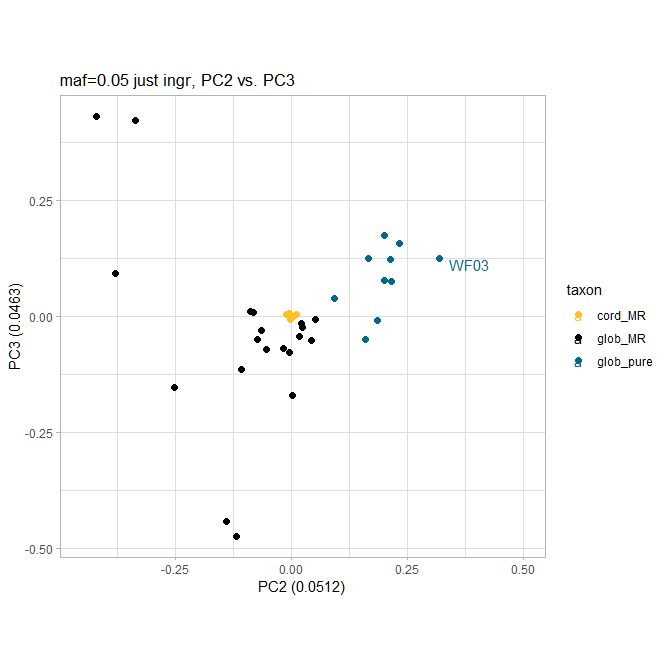 maf=0.05 just ingr, PC2 vs. PC3
0.25
0.00
-0.25
-0.50
PC3 (0.0463)
WF03
-0.25
0.00
0.25
0.50
PC2 (0.0512)
taxon
a cord_MR
a glob_MR
a glob_pure